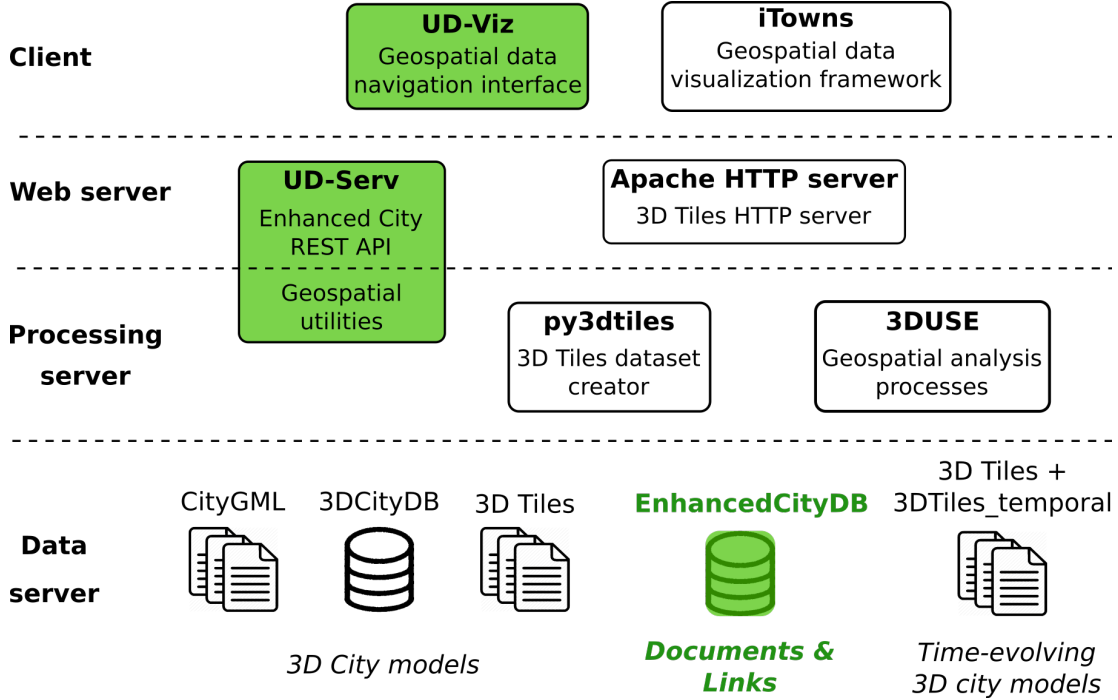 Client
UD-Viz
Geospatial data
navigation interface
iTowns
Geospatial data
visualization framework
Web server
UD-Serv
Enhanced City
REST API
Geospatial
utilities
Apache HTTP server
3D Tiles HTTP server
Processing
server
py3dtiles
3D Tiles dataset
creator
3DUSE
Geospatial analysis
processes
Data
server
CityGML
3DCityDB
3D Tiles
3D City models
EnhancedCityDB
Documents &
Links
3D Tiles +
3DTiles_temporal
Time-evolving
3D city models